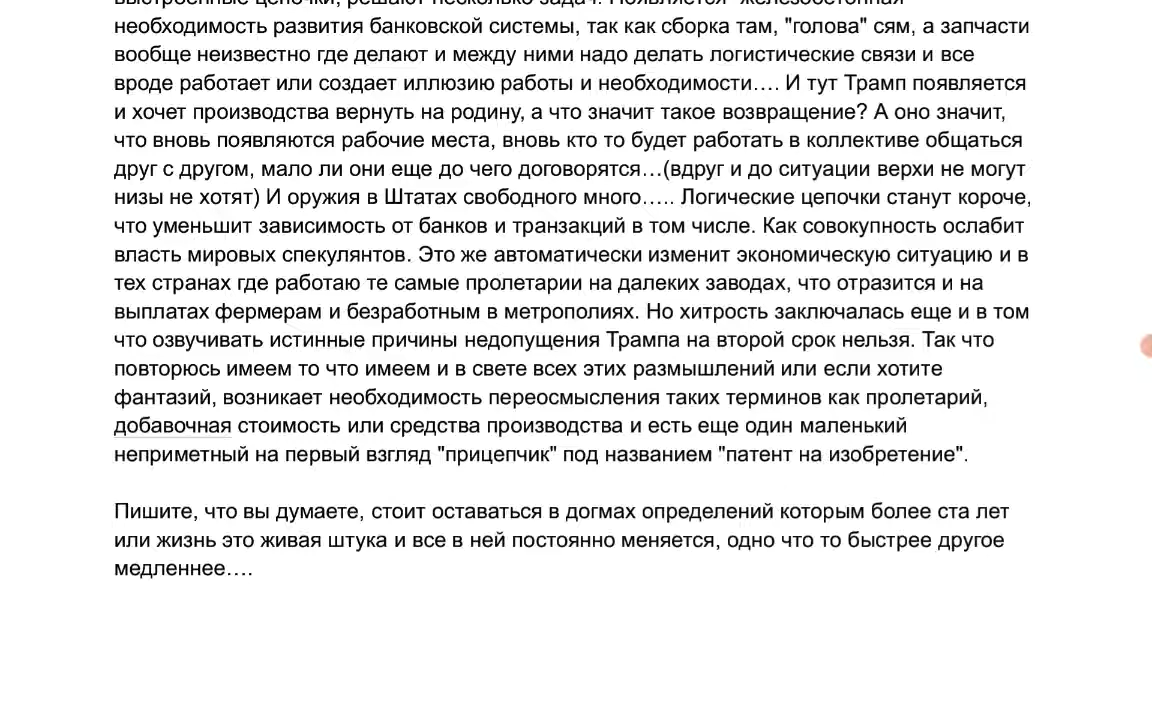 выстроенные цепочки, решают несколько задач. Появляется "железобетонная"
необходимость развития банковской системы, так как сборка там, "голова" сям, а запчасти
вообще неизвестно где делают и между ними надо делать логистические связи и все
вроде работает или создает иллюзию работы и необходимости…. И тут Трамп появляется
и хочет производства вернуть на родину, а что значит такое возвращение? А оно значит,
что вновь появляются рабочие места, вновь кто то будет работать в коллективе общаться
друг с другом, мало ли они еще до чего договорятся…(вдруг и до ситуации верхи не могут
низы не хотят) И оружия в Штатах свободного много….. Логические цепочки станут короче,
что уменьшит зависимость от банков и транзакций в том числе. Как совокупность ослабит
власть мировых спекулянтов. Это же автоматически изменит экономическую ситуацию и в
тех странах где работаю те самые пролетарии на далеких заводах, что отразится и на
выплатах фермерам и безработным в метрополиях. Но хитрость заключалась еще и в том
что озвучивать истинные причины недопущения Трампа на второй срок нельзя. Так что
повторюсь имеем то что имеем и в свете всех этих размышлений или если хотите
фантазий, возникает необходимость переосмысления таких терминов как пролетарий,
добавочная стоимость или средства производства и есть еще один маленький
неприметный на первый взгляд "прицепчик" под названием "патент на изобретение".
Пишите, что вы думаете, стоит оставаться в догмах определений которым более ста лет
или жизнь это живая штука и все в ней постоянно меняется, одно что то быстрее другое
медленнее….